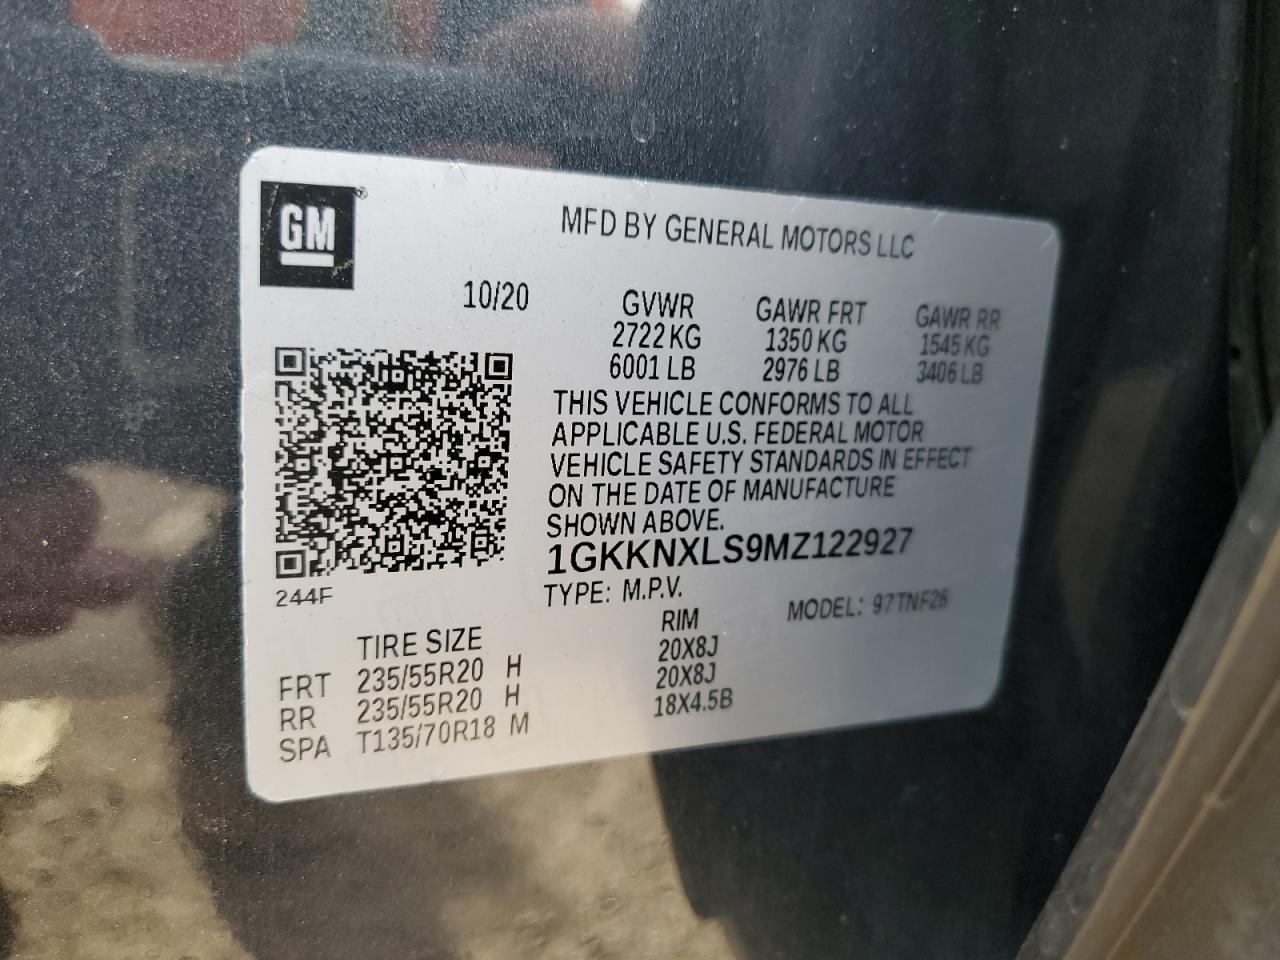 GM
MFD BY GENERAL MOTORS LLC
10/20
GVWR GAWR FRT GAWR RR
2722 KG 1350 KG 1545 KG
6001 LB 2976 LB 3406 LB
THIS VEHICLE CONFORMS TO ALL
APPLICABLE U.S. FEDERAL MOTOR
VEHICLE SAFETY STANDARDS IN EFFECT
ON THE DATE OF MANUFACTURE
SHOWN ABOVE.
1GKKNXLS9MZ122927
TYPE: M.P.V. MODEL: 97TNF26
244F
TIRE SIZE RIM
FRT 235/55R20 H 20X8J
RR 235/55R20 H 20X8J
SPA T135/70R18 M 18X4.5B